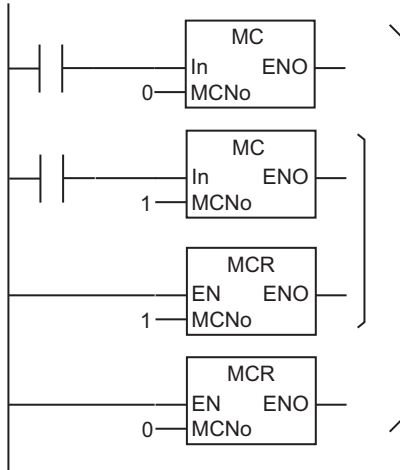 MC
In ENO
0 MCNo
MC
In ENO
1 MCNo
MCR
EN ENO
1 MCNo
MCR
EN ENO
0 MCNo